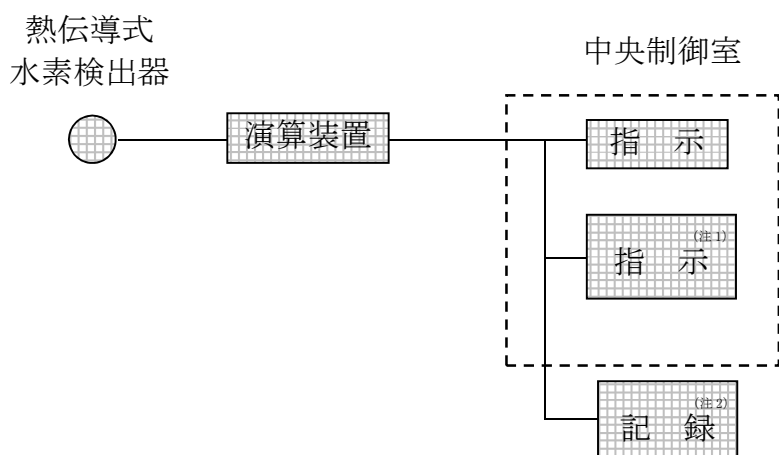 熱伝導式
水素検出器
中央制御室
演算装置
指 示
指 示(注1)
記 録(注2)